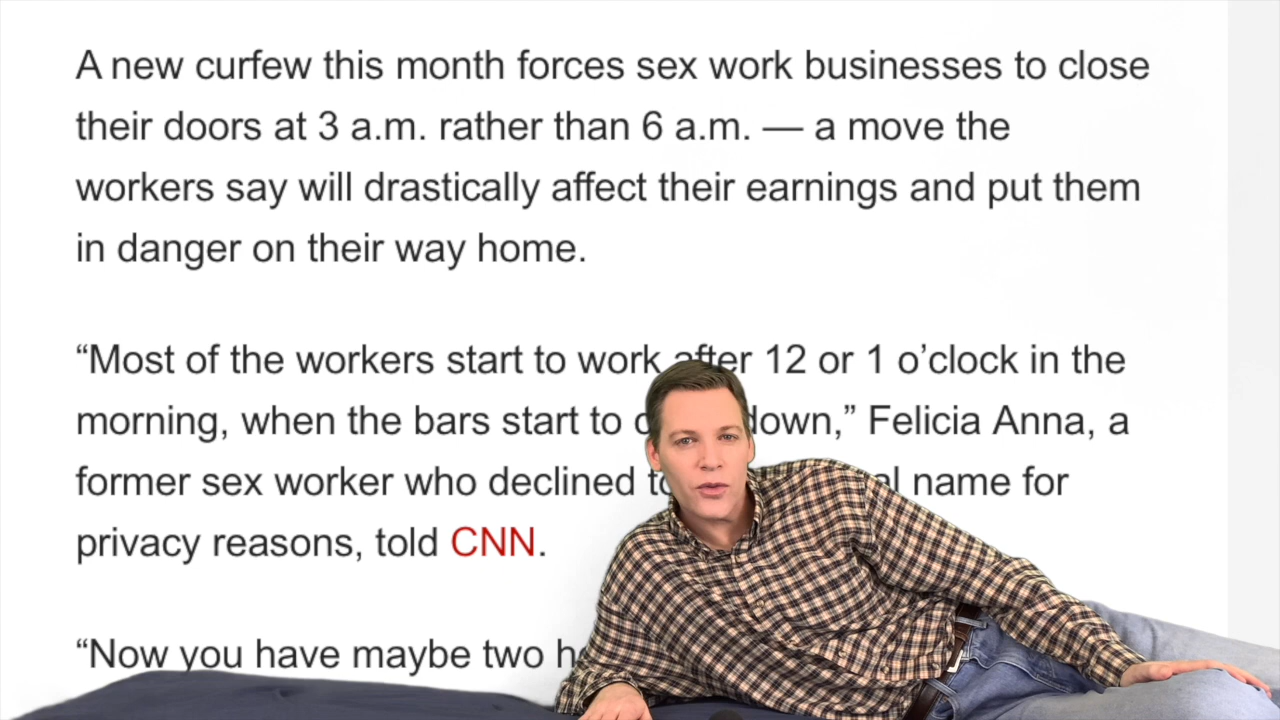 A new curfew this month forces sex work businesses to close
their doors at 3 a.m. rather than 6 a.m. — a move the
workers say will drastically affect their earnings and put them
in danger on their way home.
“Most of the workers start to work after 12 or 1 o’clock in the
morning, when the bars start to down,” Felicia Anna, a
former sex worker who declined name for
privacy reasons, told CNN.
“Now you have maybe two